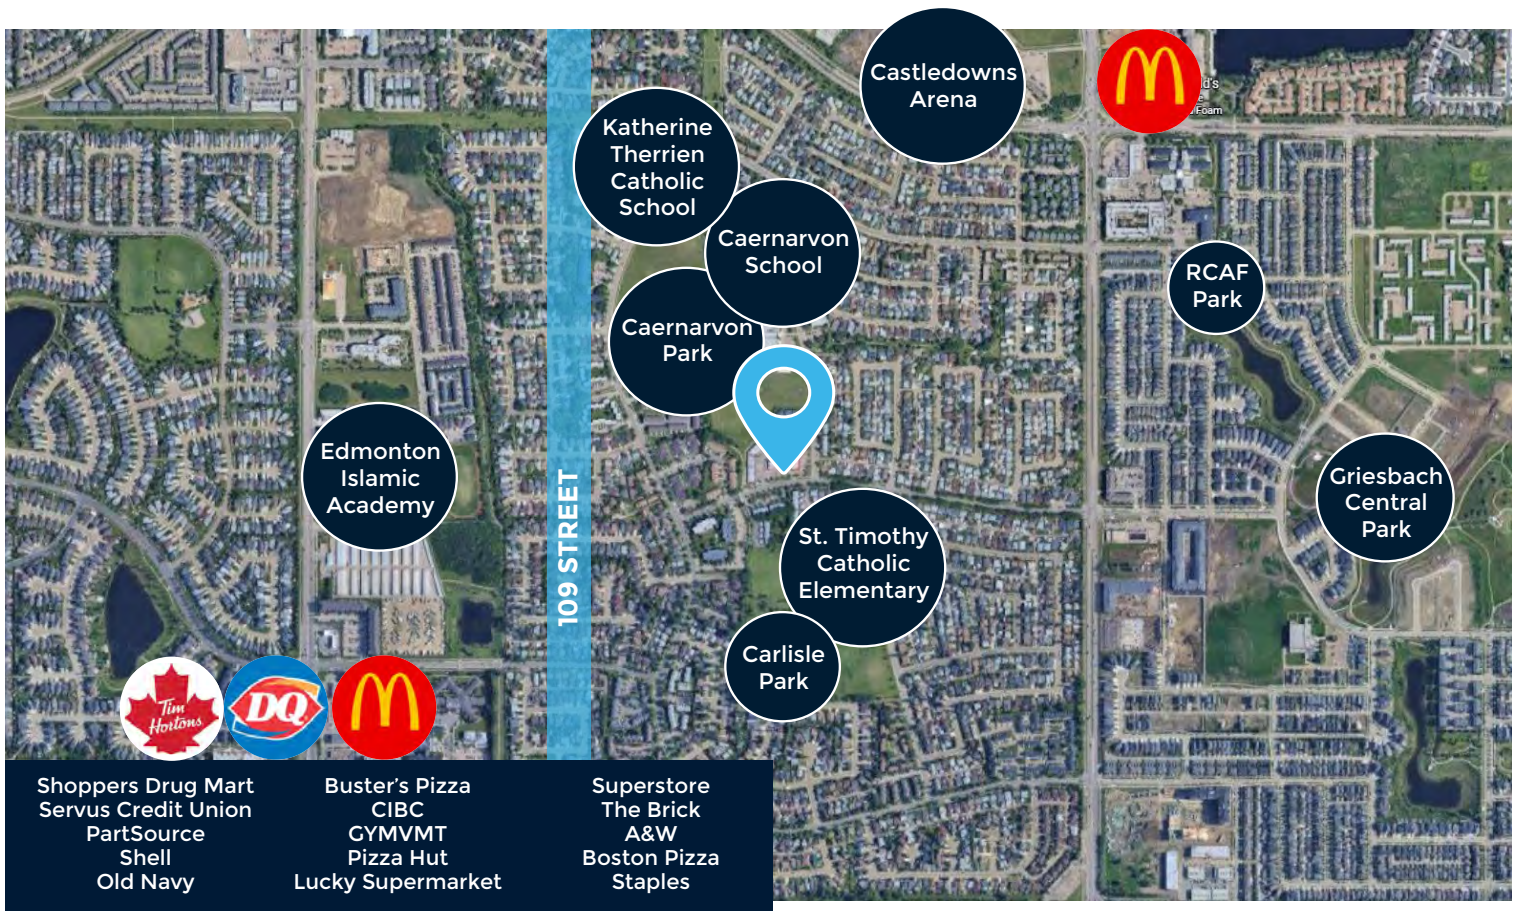 Castledowns
Arena
d's
Foam
Katherine
Therrien
Catholic
School
Caernarvon
School
RCAF
Park
Caernarvon
Park
Edmonton
Islamic
Academy
Griesbach
Central
Park
109 STREET
St. Timothy
Catholic
Elementary
Carlisle
Park
Tim
Hortons
DQ
Shoppers Drug Mart
Servus Credit Union
PartSource
Shell
Old Navy
Buster's Pizza
CIBC
GYMVMT
Pizza Hut
Lucky Supermarket
Superstore
The Brick
A&W
Boston Pizza
Staples